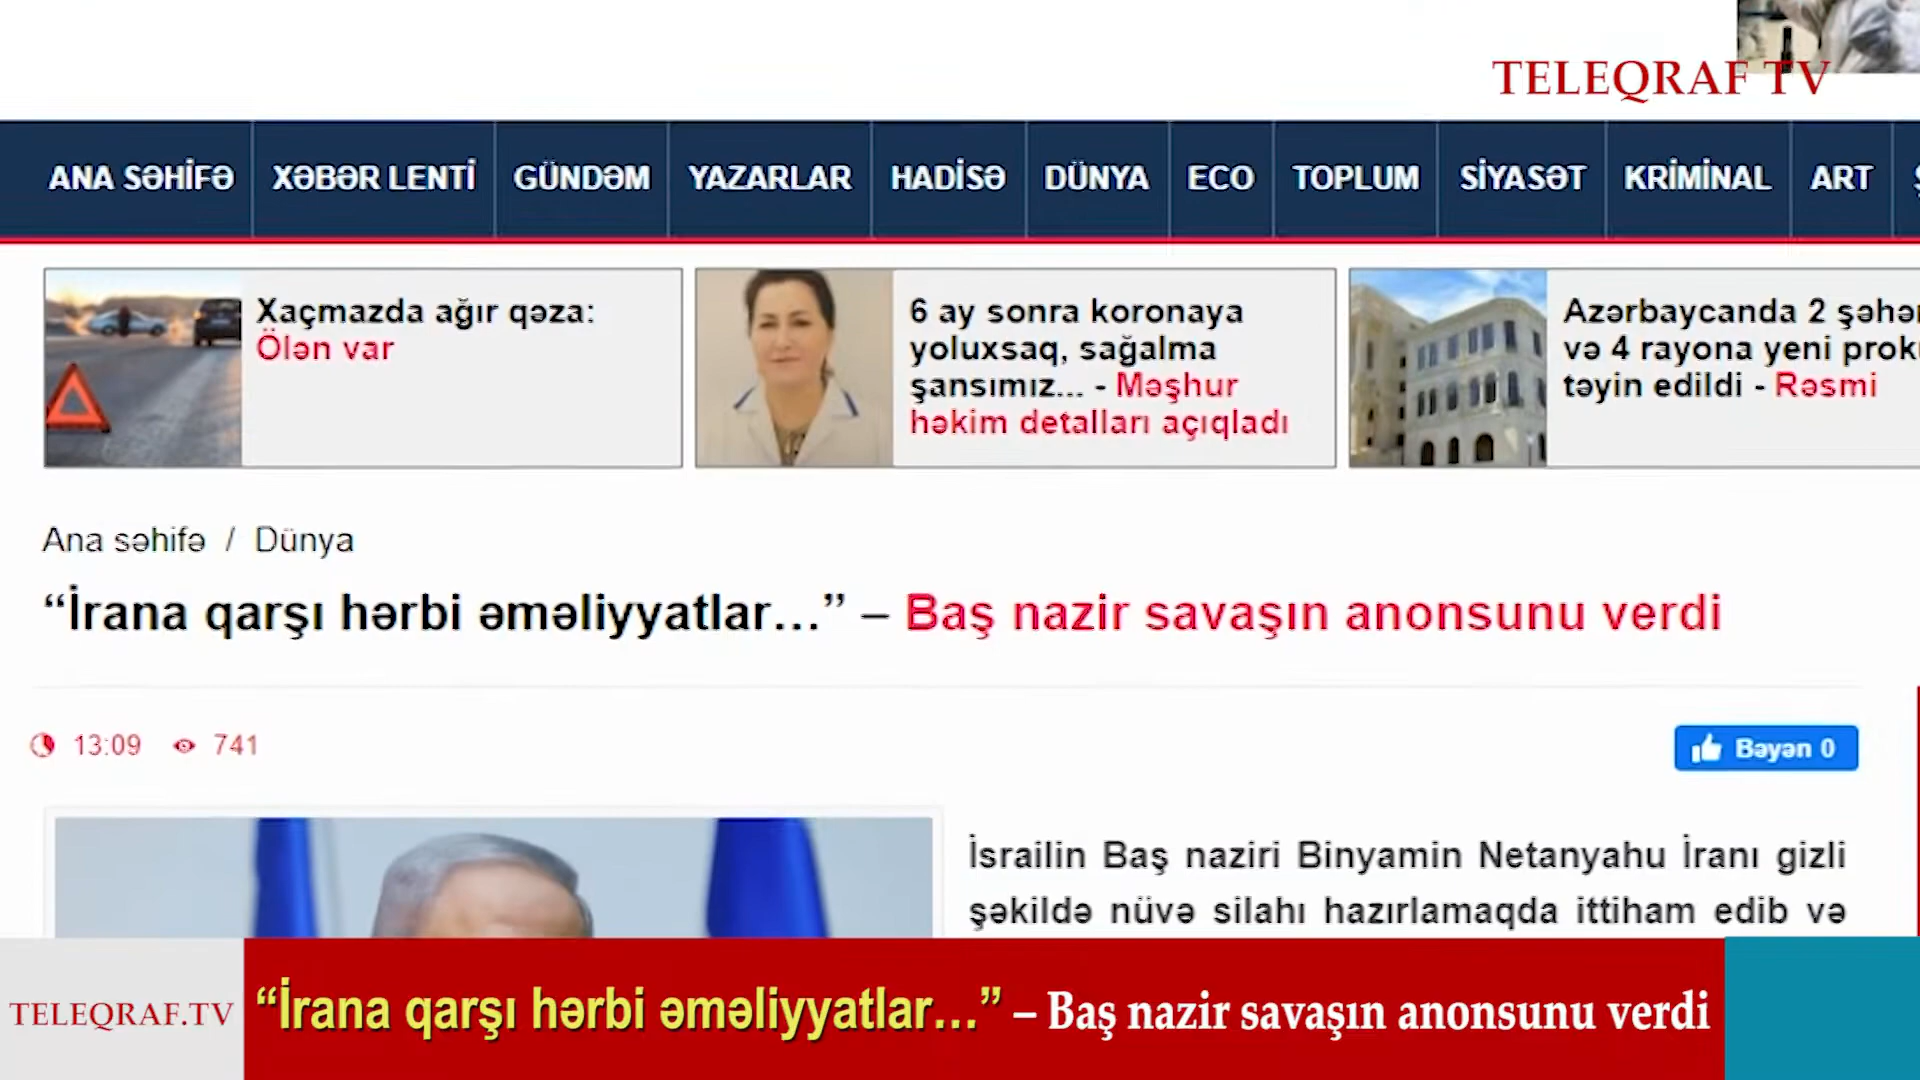 TELEQRAF TV
ANA SƏHİFƏ XƏBƏR LENTİ GÜNDƏM YAZARLAR HADİSƏ DÜNYA ECO TOPLUM SİYASƏT KRİMİNAL ART
Xaçmazda ağır qəza:
Ölən var
6 ay sonra koronaya
yoluxsaq, sağalma
şansımız... - Məşhur
həkim detalları açıqladı
Azərbaycanda 2
və 4 rayona yeni
təyin edildi - Rəsmi
Ana səhifə / Dünya
“İrana qarşı hərbi əməliyyatlar...” – Baş nazir savaşın anonsunu verdi
13:09 741
Bəyən 0
İsrailin Baş naziri Binyamin Netanyahu İranı gizli
şəkildə nüvə silahı hazırlamaqda ittiham edib və
TELEQRAF.TV
“İrana qarşı hərbi əməliyyatlar...” – Baş nazir savaşın anonsunu verdi